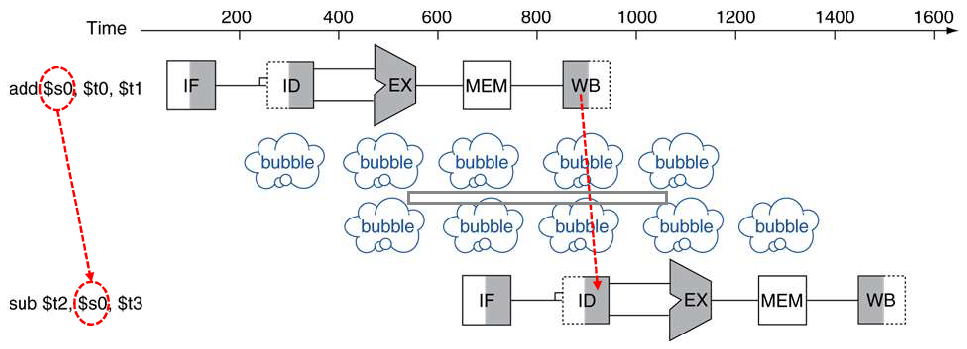 Time 200 400 600 800 1000 1200 1400 1600
add $s0, $t0, $t1 IF ID EX MEM WB
bubble bubble bubble bubble bubble
bubble bubble bubble bubble bubble
sub $t2, $s0, $t3 IF ID EX MEM WB